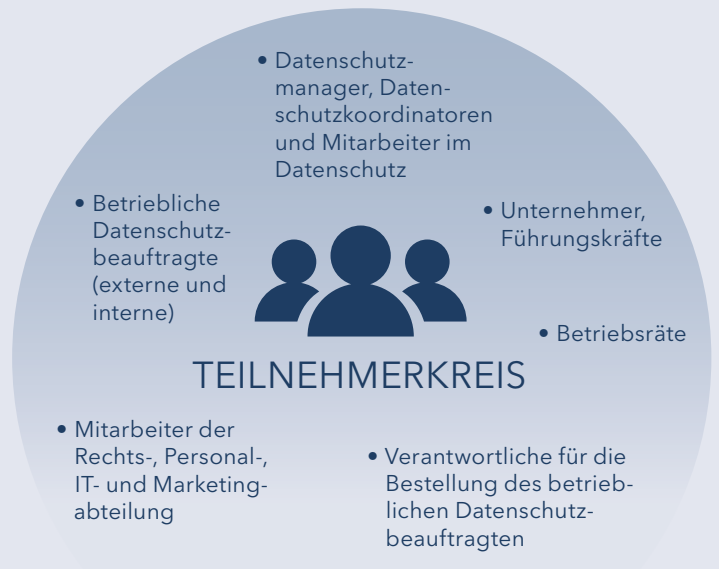 • Datenschutz-
manager, Daten-
schutzkoordinatoren
und Mitarbeiter im
Datenschutz
• Betriebliche
Datenschutz-
beauftragte
(externe und
interne)
• Unternehmer,
Führungskräfte
• Betriebsräte
TEILNEHMERKREIS
• Mitarbeiter der
Rechts-, Personal-,
IT- und Marketing-
abteilung
• Verantwortliche für die
Bestellung des betrieb-
lichen Datenschutz-
beauftragten